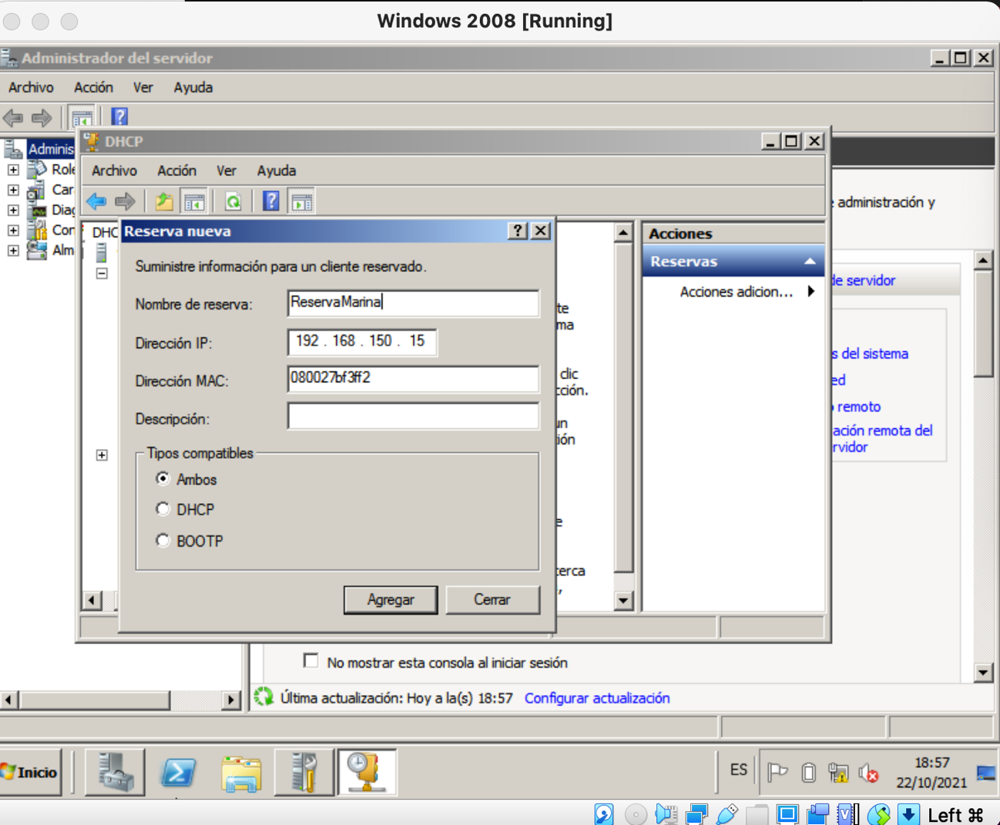 Windows 2008 [Running]
Administrador del servidor
Archivo Acción Ver Ayuda
DHCP
Adminis
Archivo Acción Ver Ayuda
Role
Car
Diag
Con
Alm
e administración y
DHC
Reserva nueva
Acciones
Suministre información para un cliente reservado.
Reservas
Acciones adicion...
de servidor
Nombre de reserva: ReservaMarina
te
ma
Dirección IP: 192 . 168 . 150 . 15
s del sistema
Dirección MAC: 080027bf3ff2
clic
cción.
ed
o remoto
Descripción:
un
ión
ación remota del
rvidor
Tipos compatibles
Ambos
DHCP
e
BOOTP
cerca
Agregar Cerrar
No mostrar esta consola al iniciar sesión
Última actualización: Hoy a la(s) 18:57 Configurar actualización
Inicio
ES
18:57
22/10/2021
Left ⌘